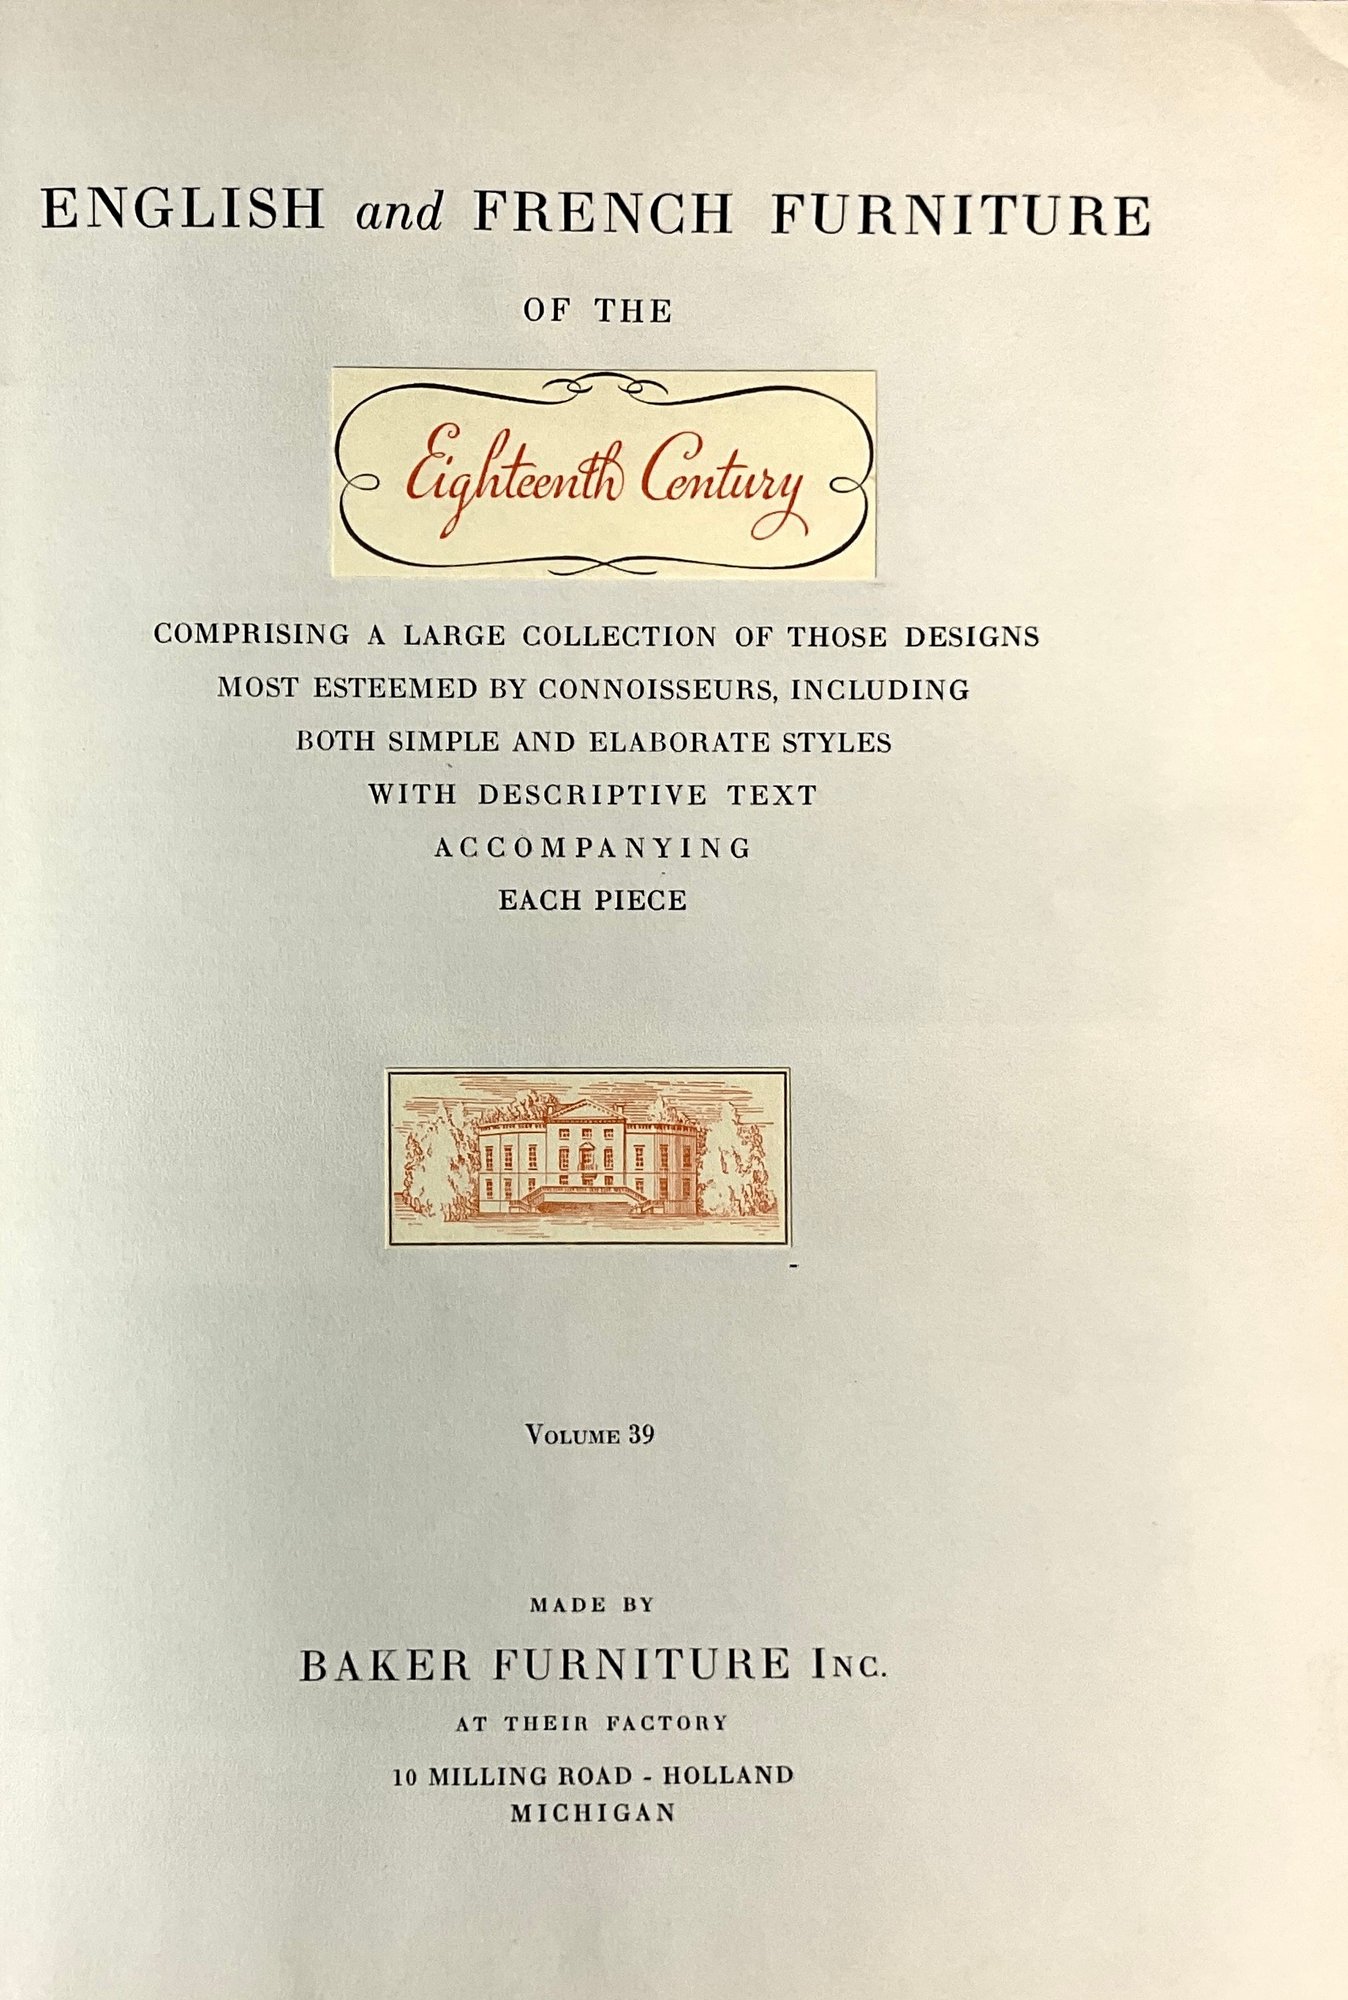 ENGLISH and FRENCH FURNITURE
OF THE
Eighteenth Century
COMPRISING A LARGE COLLECTION OF THOSE DESIGNS
MOST ESTEEMED BY CONNOISSEURS, INCLUDING
BOTH SIMPLE AND ELABORATE STYLES
WITH DESCRIPTIVE TEXT
ACCOMPANYING
EACH PIECE
VOLUME 39
MADE BY
BAKER FURNITURE INC.
AT THEIR FACTORY
10 MILLING ROAD - HOLLAND
MICHIGAN